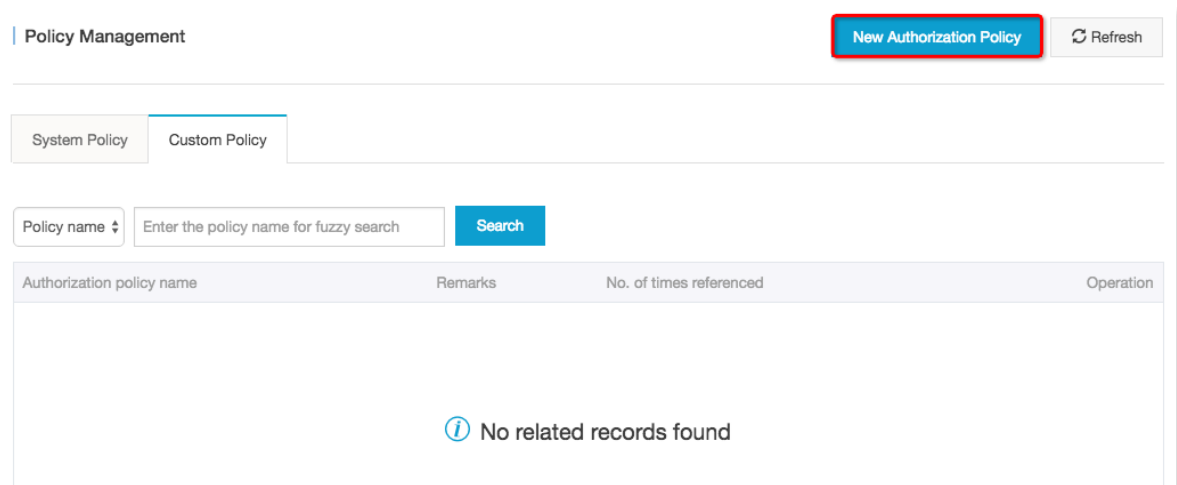 Policy Management
New Authorization Policy
Refresh
System Policy
Custom Policy
Policy name
Enter the policy name for fuzzy search
Search
Authorization policy name
Remarks
No. of times referenced
Operation
No related records found